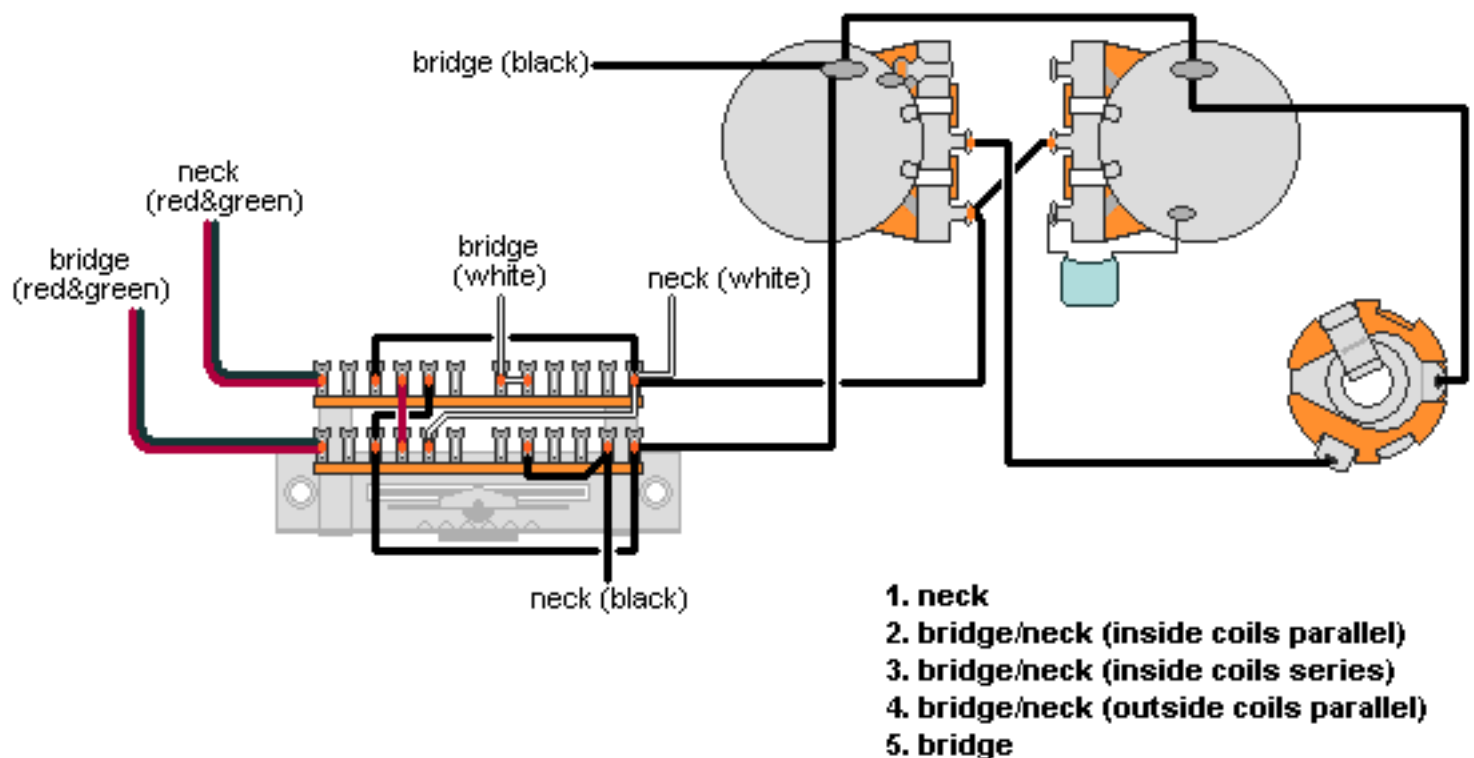 bridge (black)
neck
(red&green)
bridge
(red&green)
bridge
(white)
neck (white)
neck (black)
1. neck
2. bridge/neck (inside coils parallel)
3. bridge/neck (inside coils series)
4. bridge/neck (outside coils parallel)
5. bridge